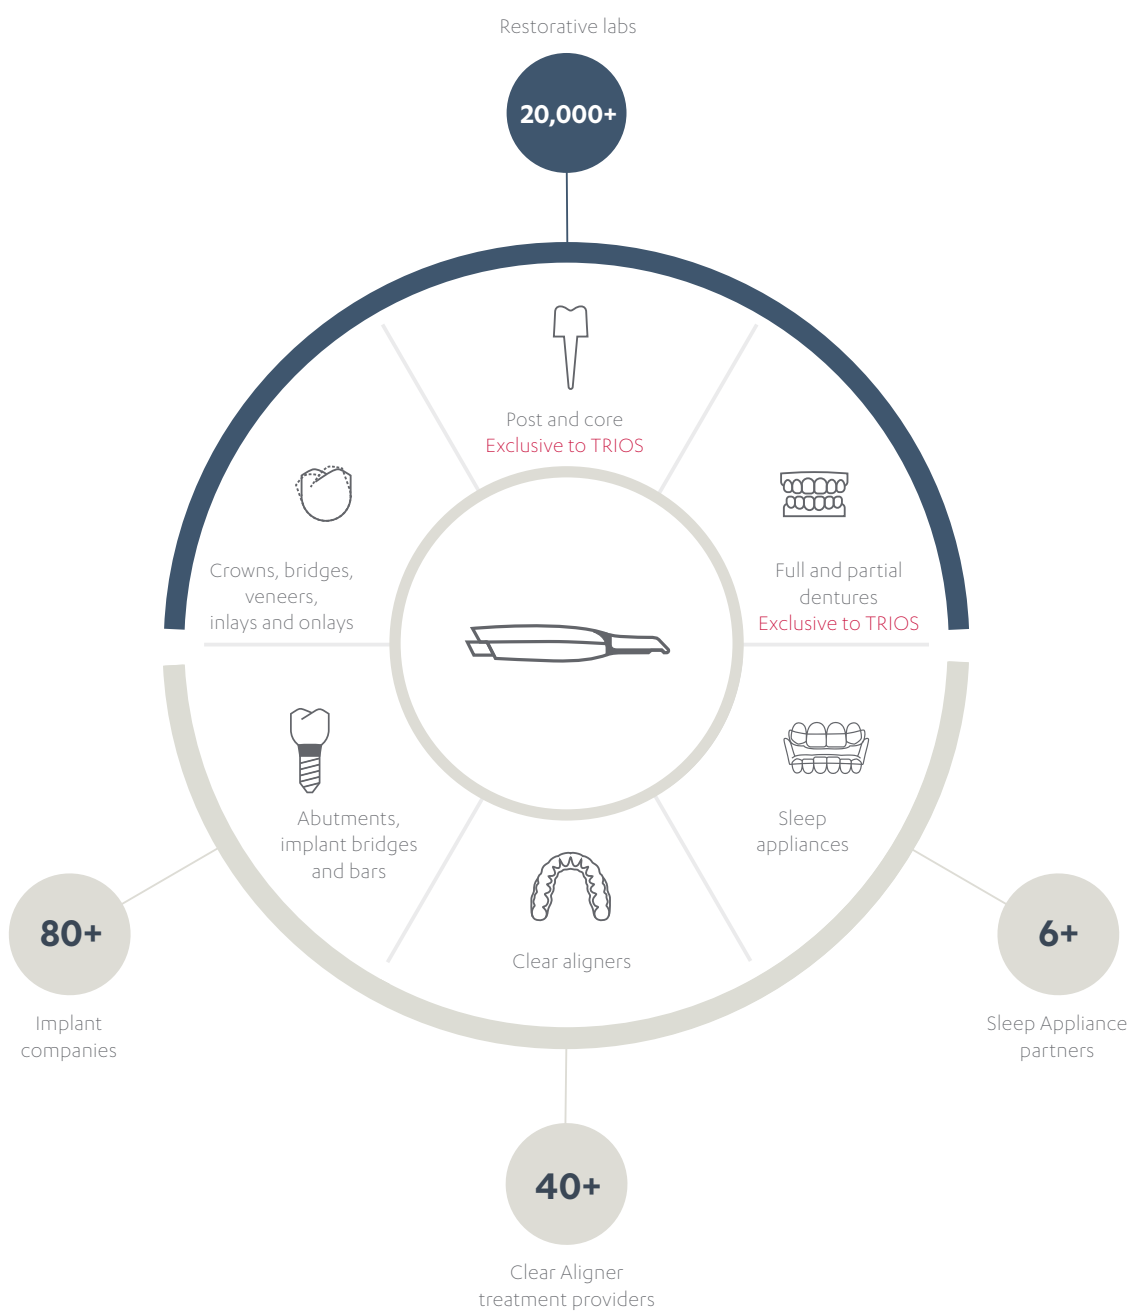 Restorative labs
20,000+
Post and core
Exclusive to TRIOS
Crowns, bridges,
veneers,
inlays and onlays
Full and partial
dentures
Exclusive to TRIOS
Abutments,
implant bridges
and bars
Sleep
appliances
Clear aligners
80+
Implant
companies
6+
Sleep Appliance
partners
40+
Clear Aligner
treatment providers